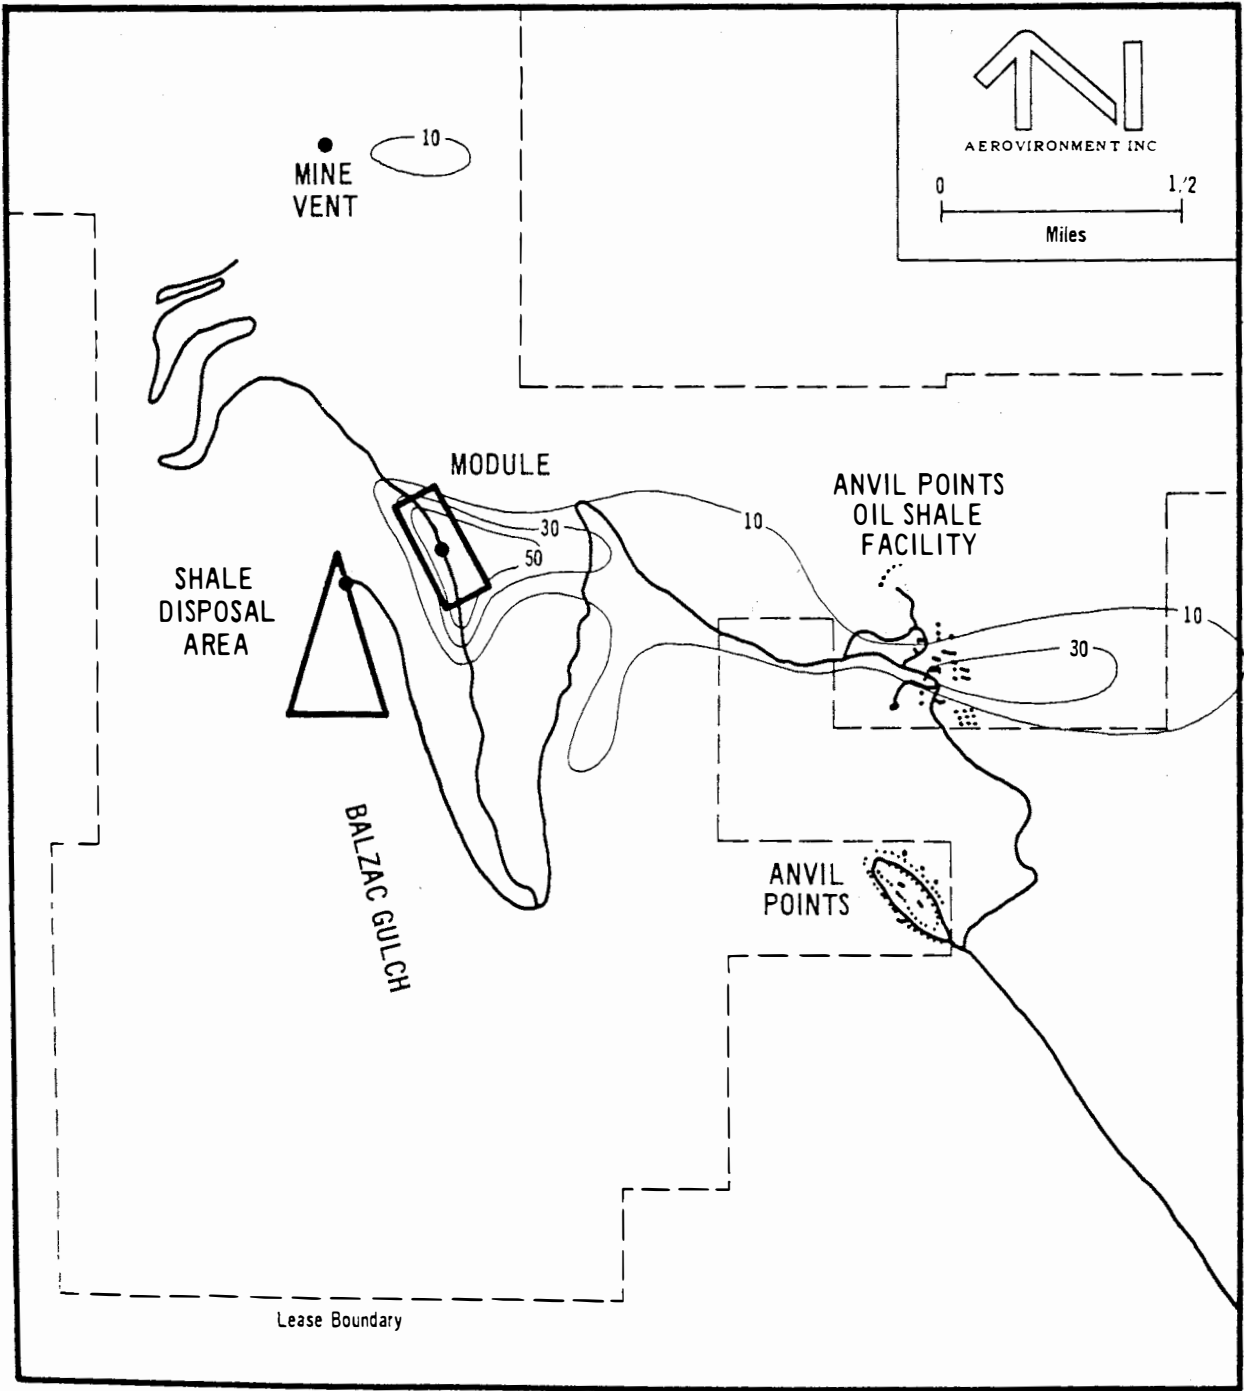 AEROVIRONMENT INC
0 1/2
Miles
10
MINE
VENT
MODULE
ANVIL POINTS
OIL SHALE
FACILITY
10
30
50
SHALE
DISPOSAL
AREA
10
30
BALZAC GULCH
ANVIL
POINTS
Lease Boundary